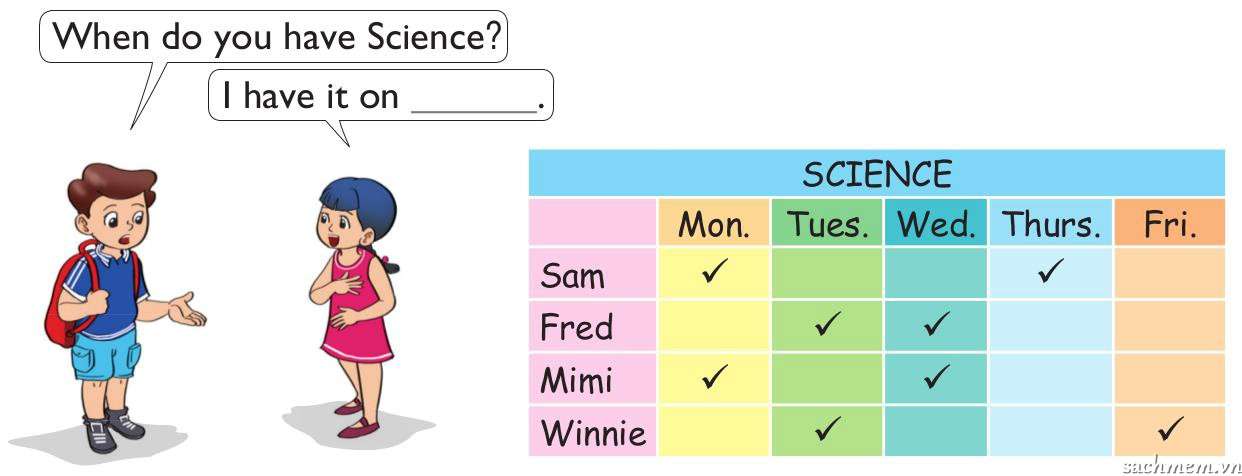 When do you have Science?
I have it on ________.
SCIENCE
Mon. Tues. Wed. Thurs. Fri.
Sam ✓ ✓
Fred ✓ ✓
Mimi ✓ ✓
Winnie ✓ ✓
sachmem.vn